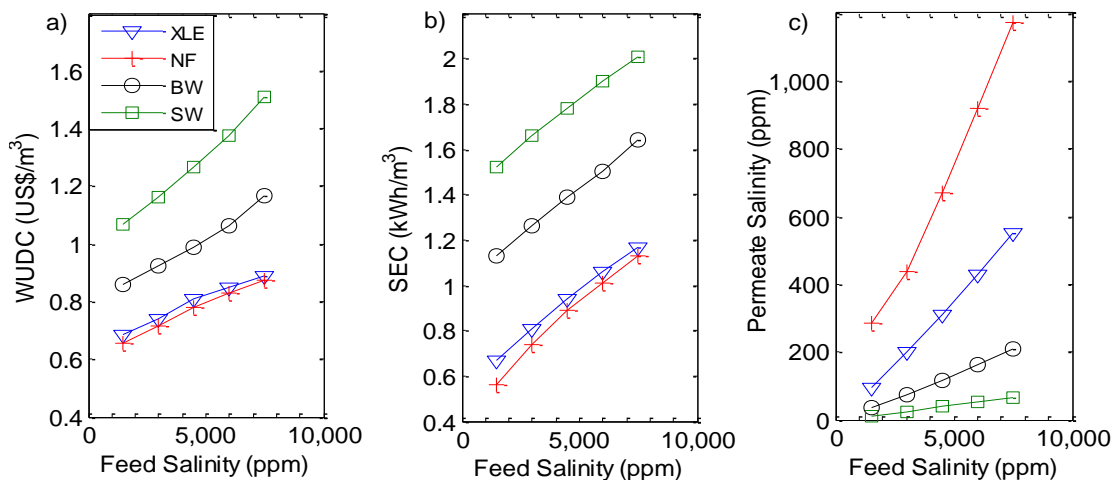 a)
XLE
NF
BW
SW
WUDC (US$/m³)
1.8
1.6
1.4
1.2
1
0.8
0.6
0.4
0
5,000
10,000
Feed Salinity (ppm)
b)
SEC (kWh/m³)
2
1.8
1.6
1.4
1.2
1
0.8
0.6
0.4
0
5,000
10,000
Feed Salinity (ppm)
c)
Permeate Salinity (ppm)
1,000
800
600
400
200
0
0
5,000
10,000
Feed Salinity (ppm)